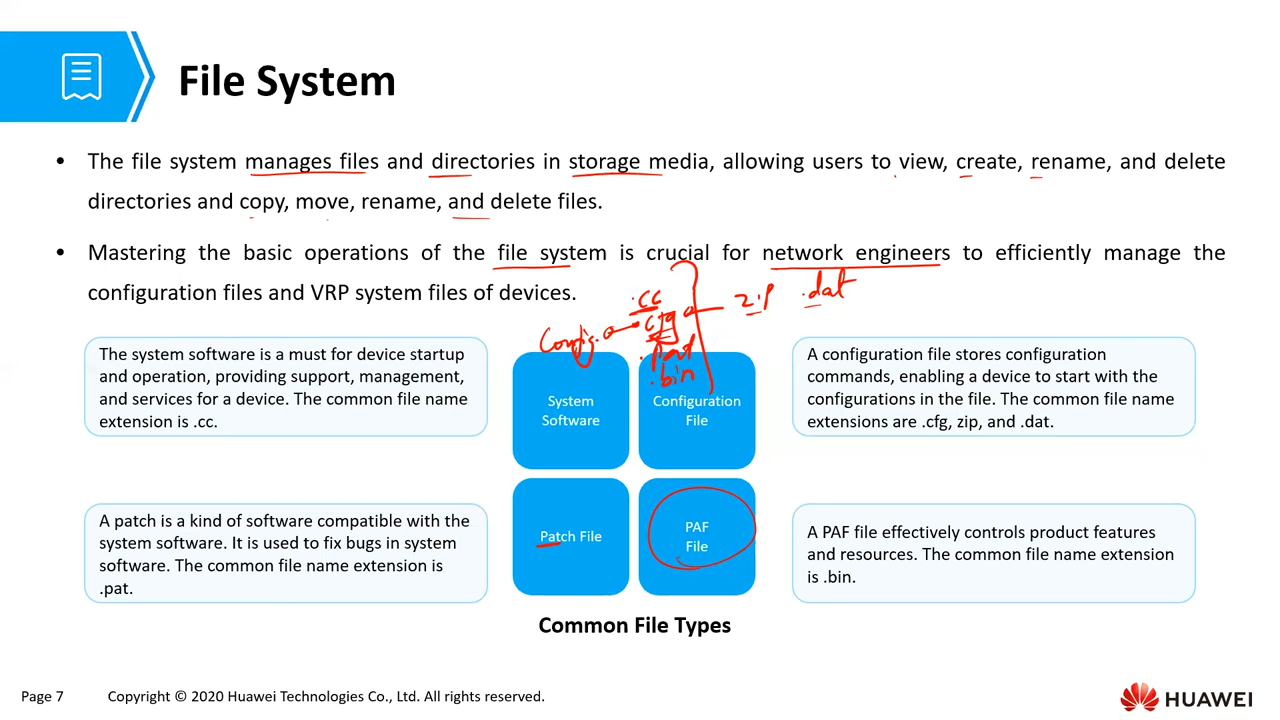 File System
• The file system manages files and directories in storage media, allowing users to view, create, rename, and delete
directories and copy, move, rename, and delete files.
• Mastering the basic operations of the file system is crucial for network engineers to efficiently manage the
configuration files and VRP system files of devices.
.cc
zip .dat
Config.
.cfg
.pat
.bin
The system software is a must for device startup
and operation, providing support, management,
and services for a device. The common file name
extension is .cc.
System
Software
Configuration
File
A configuration file stores configuration
commands, enabling a device to start with the
configurations in the file. The common file name
extensions are .cfg, zip, and .dat.
A patch is a kind of software compatible with the
system software. It is used to fix bugs in system
software. The common file name extension is
.pat.
Patch File
PAF
File
A PAF file effectively controls product features
and resources. The common file name extension
is .bin.
Common File Types
Page 7 Copyright © 2020 Huawei Technologies Co., Ltd. All rights reserved.
HUAWEI